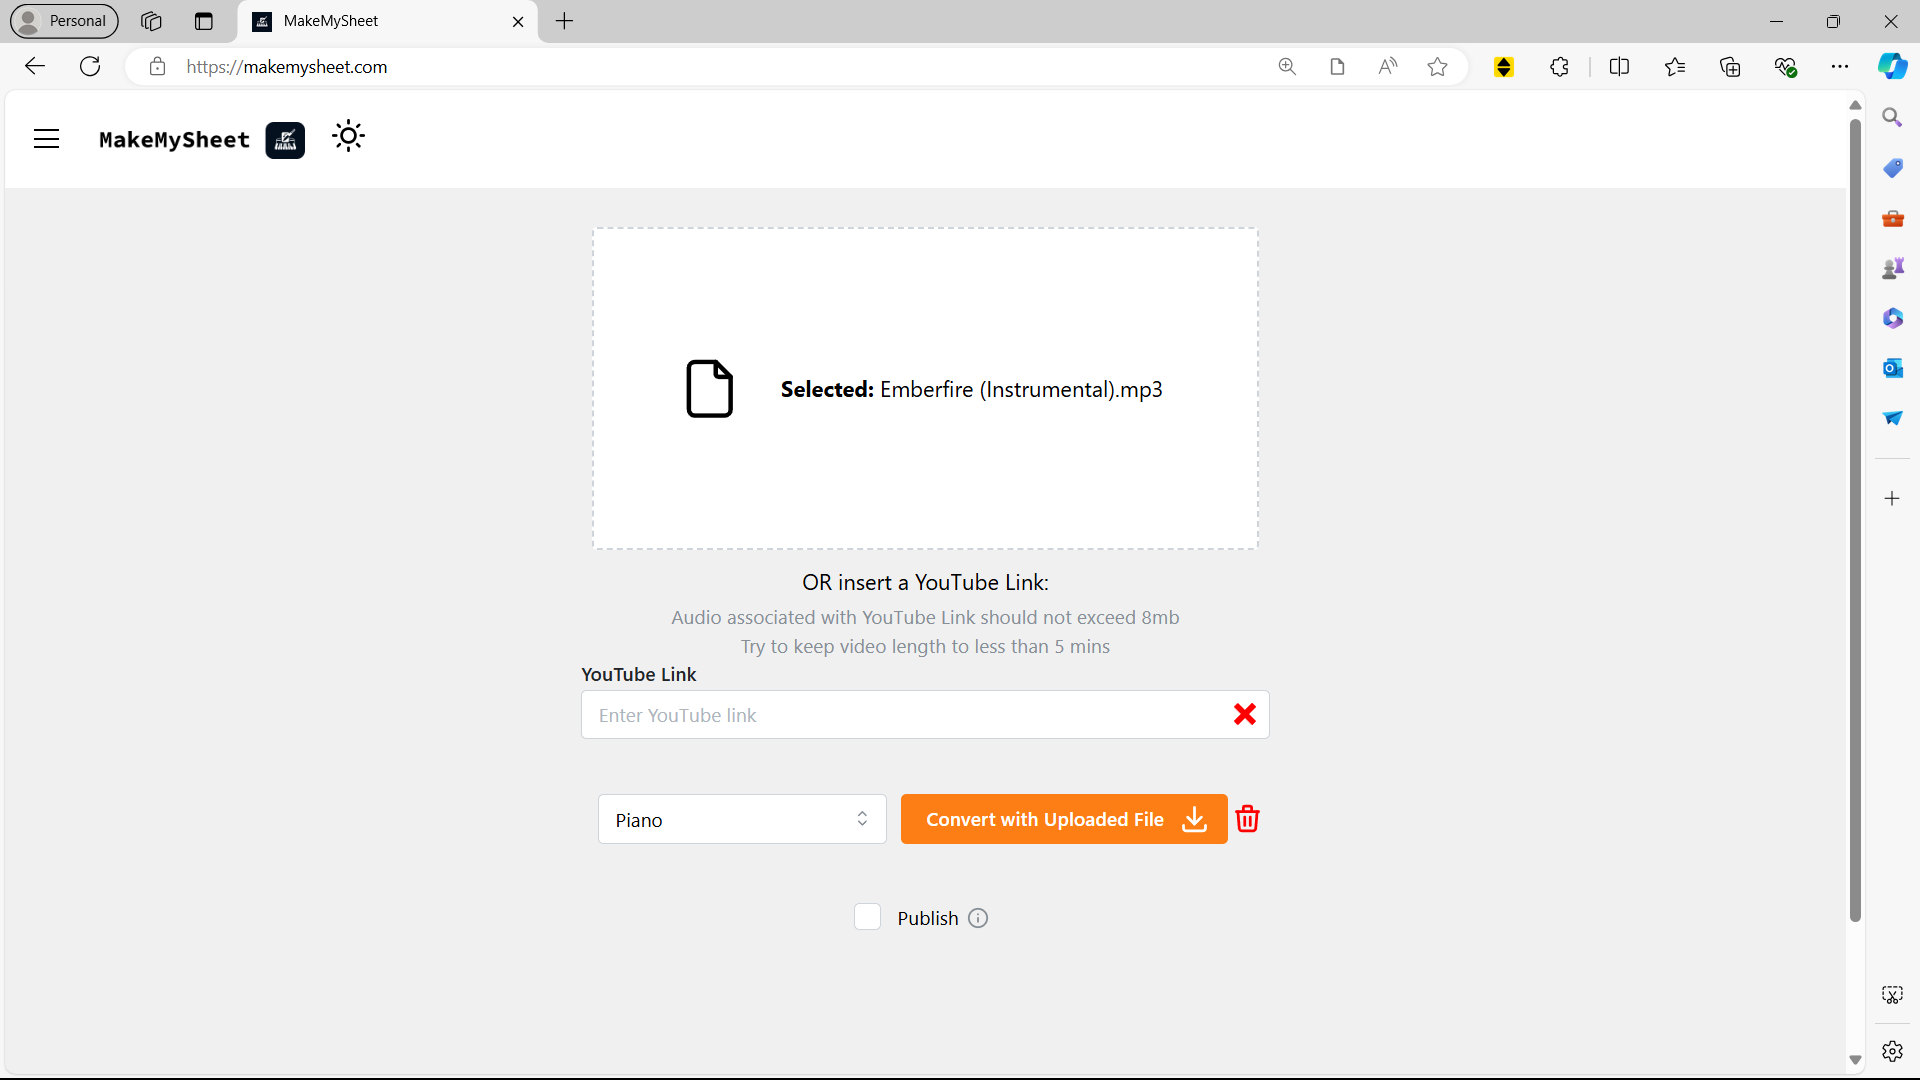 Personal
MakeMySheet
https://makemysheet.com
MakeMySheet
Selected: Emberfire (Instrumental).mp3
OR insert a YouTube Link:
Audio associated with YouTube Link should not exceed 8mb
Try to keep video length to less than 5 mins
YouTube Link
Enter YouTube link
Piano
Convert with Uploaded File
Publish